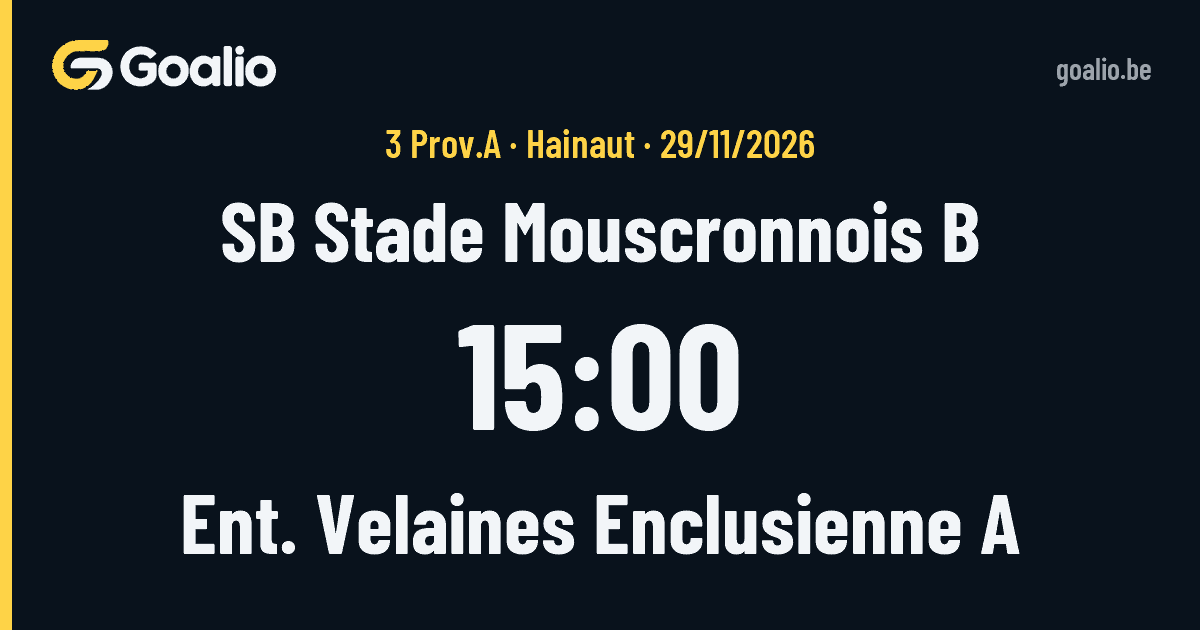 Goalio
goalio.be
3 Prov.A · Hainaut · 29/11/2026
SB Stade Mouscronnois B
15:00
Ent. Velaines Enclusienne A